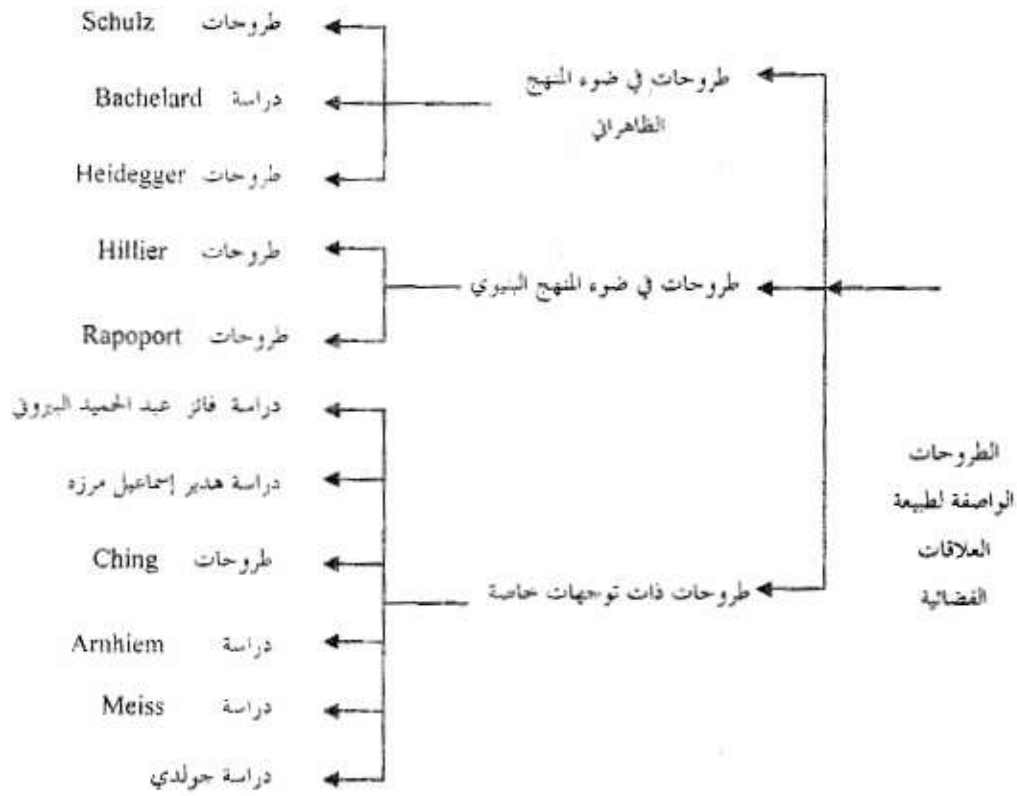 الطروحات
الواصفة لطبيعة
العلاقات
الفضائية
طروحات في ضوء المنهج
الظاهراتي
طروحات Schulz
دراسة Bachelard
طروحات Heidegger
طروحات في ضوء المنهج البنيوي
طروحات Hillier
طروحات Rapoport
طروحات ذات توجهات خاصة
دراسة فائز عبد الحميد البيروتي
دراسة هدير إسماعيل مرزه
طروحات Ching
دراسة Arnhiem
دراسة Meiss
دراسة جولدي